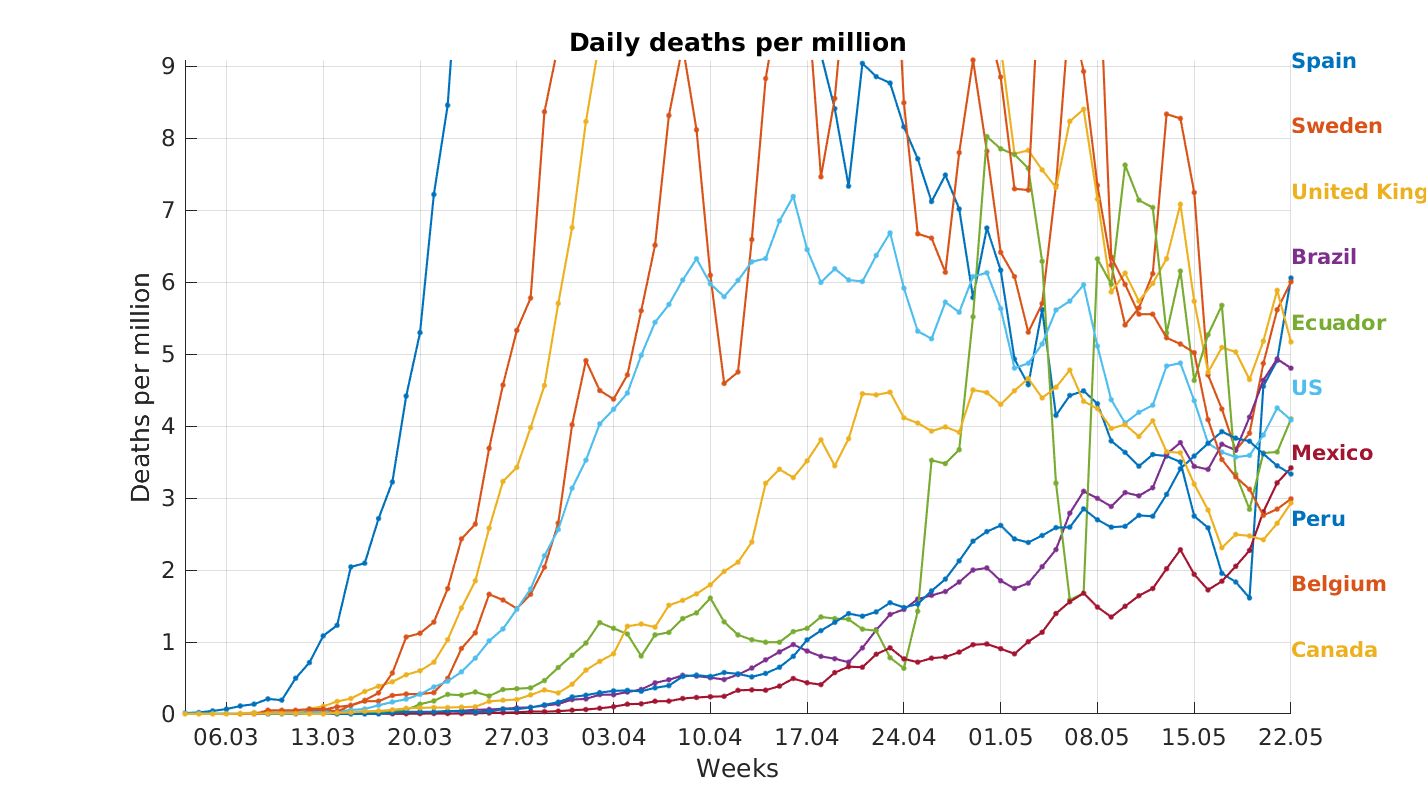 Daily deaths per million
Deaths per million
9
8
7
6
5
4
3
2
1
0
06.03 13.03 20.03 27.03 03.04 10.04 17.04 24.04 01.05 08.05 15.05 22.05
Weeks
Spain
Sweden
United King
Brazil
Ecuador
US
Mexico
Peru
Belgium
Canada